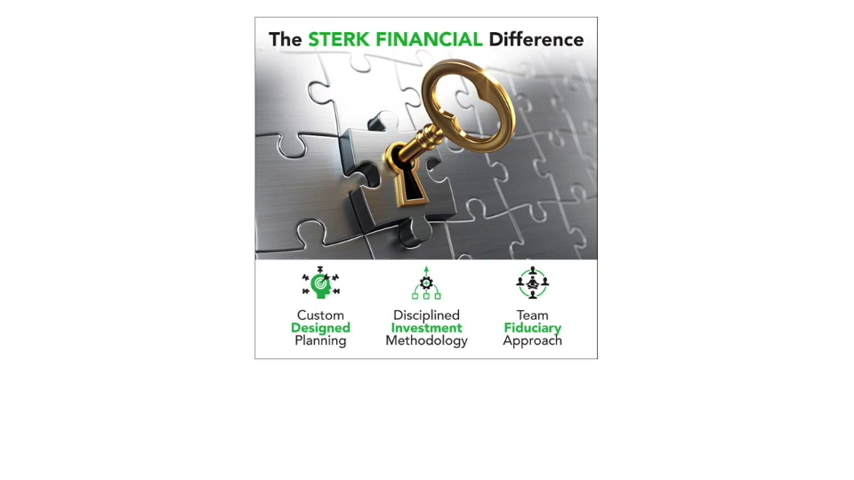 The STERK FINANCIAL Difference
Custom
Designed
Planning
Disciplined
Investment
Methodology
Team
Fiduciary
Approach